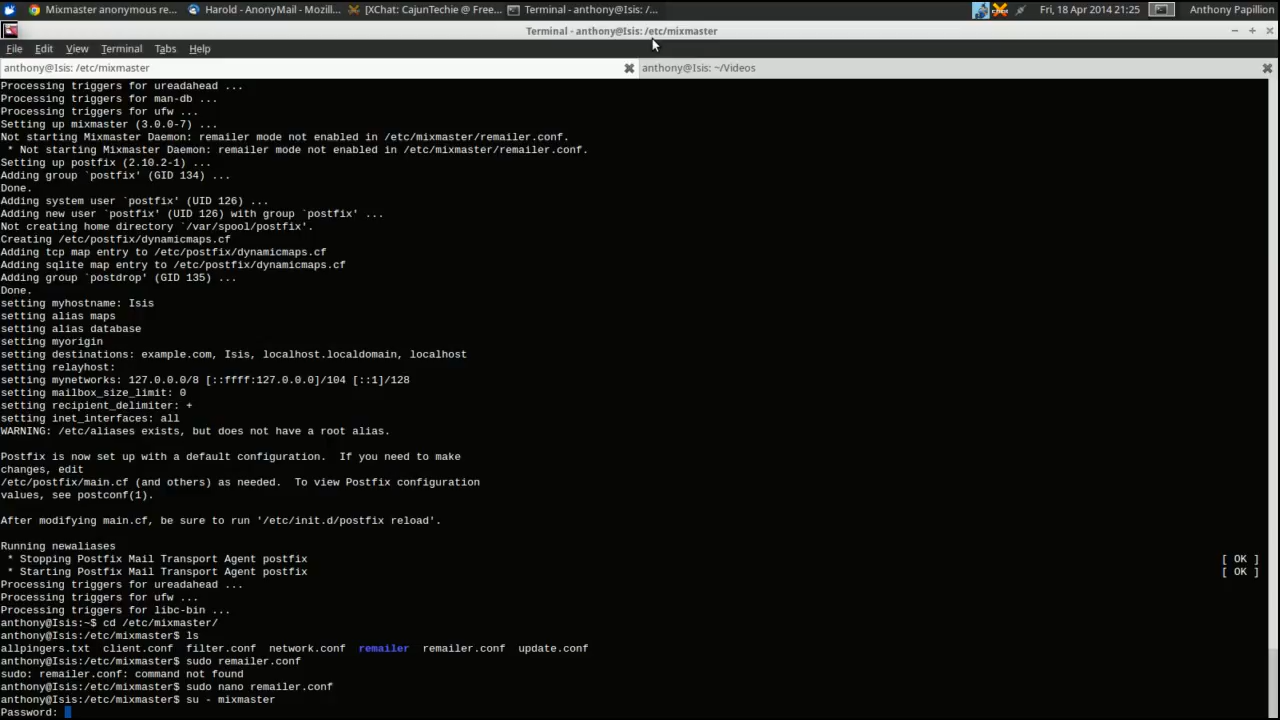 Mixmaster anonymous re...
Harold - AnonyMail - Mozill...
[XChat: CajunTechie @ Free...
Terminal - anthony@Isis: /...
Fri, 18 Apr 2014 21:25
Anthony Papillion
Terminal - anthony@Isis: /etc/mixmaster
File Edit View Terminal Tabs Help
anthony@Isis: /etc/mixmaster
anthony@Isis: ~/Videos
Processing triggers for ureadahead ...
Processing triggers for man-db ...
Processing triggers for ufw ...
Setting up mixmaster (3.0.0-7) ...
Not starting Mixmaster Daemon: remailer mode not enabled in /etc/mixmaster/remailer.conf.
 * Not starting Mixmaster Daemon: remailer mode not enabled in /etc/mixmaster/remailer.conf.
Setting up postfix (2.10.2-1) ...
Adding group `postfix' (GID 134) ...
Done.
Adding system user `postfix' (UID 126) ...
Adding new user `postfix' (UID 126) with group `postfix' ...
Not creating home directory `/var/spool/postfix'.
Creating /etc/postfix/dynamicmaps.cf
Adding tcp map entry to /etc/postfix/dynamicmaps.cf
Adding sqlite map entry to /etc/postfix/dynamicmaps.cf
Adding group `postdrop' (GID 135) ...
Done.
setting myhostname: Isis
setting alias maps
setting alias database
setting myorigin
setting destinations: example.com, Isis, localhost.localdomain, localhost
setting relayhost:
setting mynetworks: 127.0.0.0/8 [::ffff:127.0.0.0]/104 [::1]/128
setting mailbox_size_limit: 0
setting recipient_delimiter: +
setting inet_interfaces: all
WARNING: /etc/aliases exists, but does not have a root alias.
Postfix is now set up with a default configuration.  If you need to make
changes, edit
/etc/postfix/main.cf (and others) as needed.  To view Postfix configuration
values, see postconf(1).
After modifying main.cf, be sure to run '/etc/init.d/postfix reload'.
Running newaliases
 * Stopping Postfix Mail Transport Agent postfix [ OK ]
 * Starting Postfix Mail Transport Agent postfix [ OK ]
Processing triggers for ureadahead ...
Processing triggers for ufw ...
Processing triggers for libc-bin ...
anthony@Isis:~$ cd /etc/mixmaster/
anthony@Isis:/etc/mixmaster$ ls
allpingers.txt  client.conf  filter.conf  network.conf  remailer  remailer.conf  update.conf
anthony@Isis:/etc/mixmaster$ sudo remailer.conf
sudo: remailer.conf: command not found
anthony@Isis:/etc/mixmaster$ sudo nano remailer.conf
anthony@Isis:/etc/mixmaster$ su - mixmaster
Password: